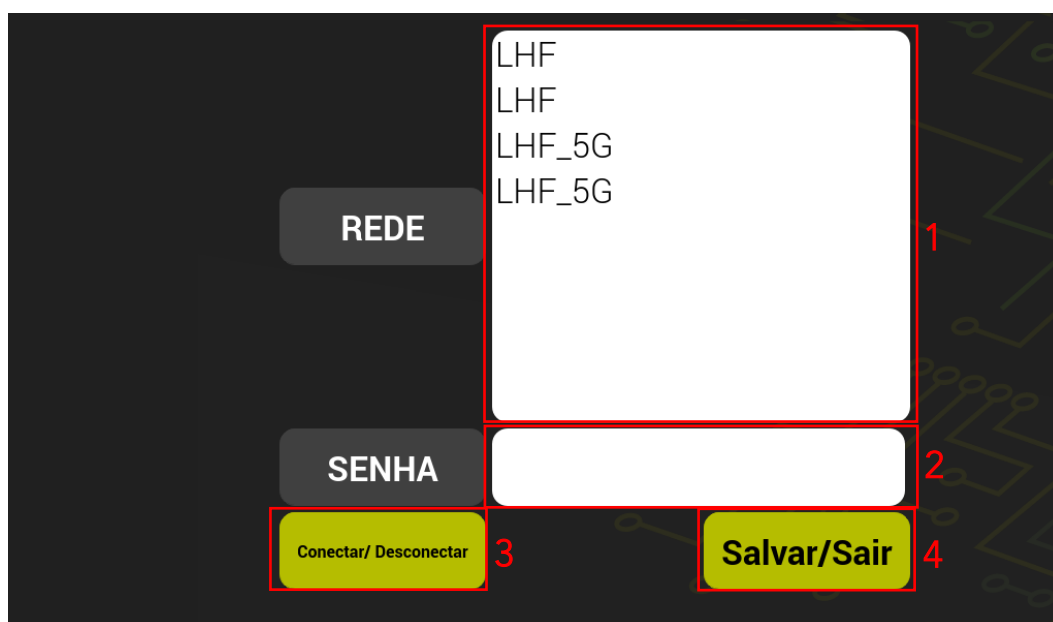 LHF
LHF
LHF_5G
LHF_5G
REDE
1
SENHA
2
Conectar/ Desconectar
3
Salvar/Sair
4